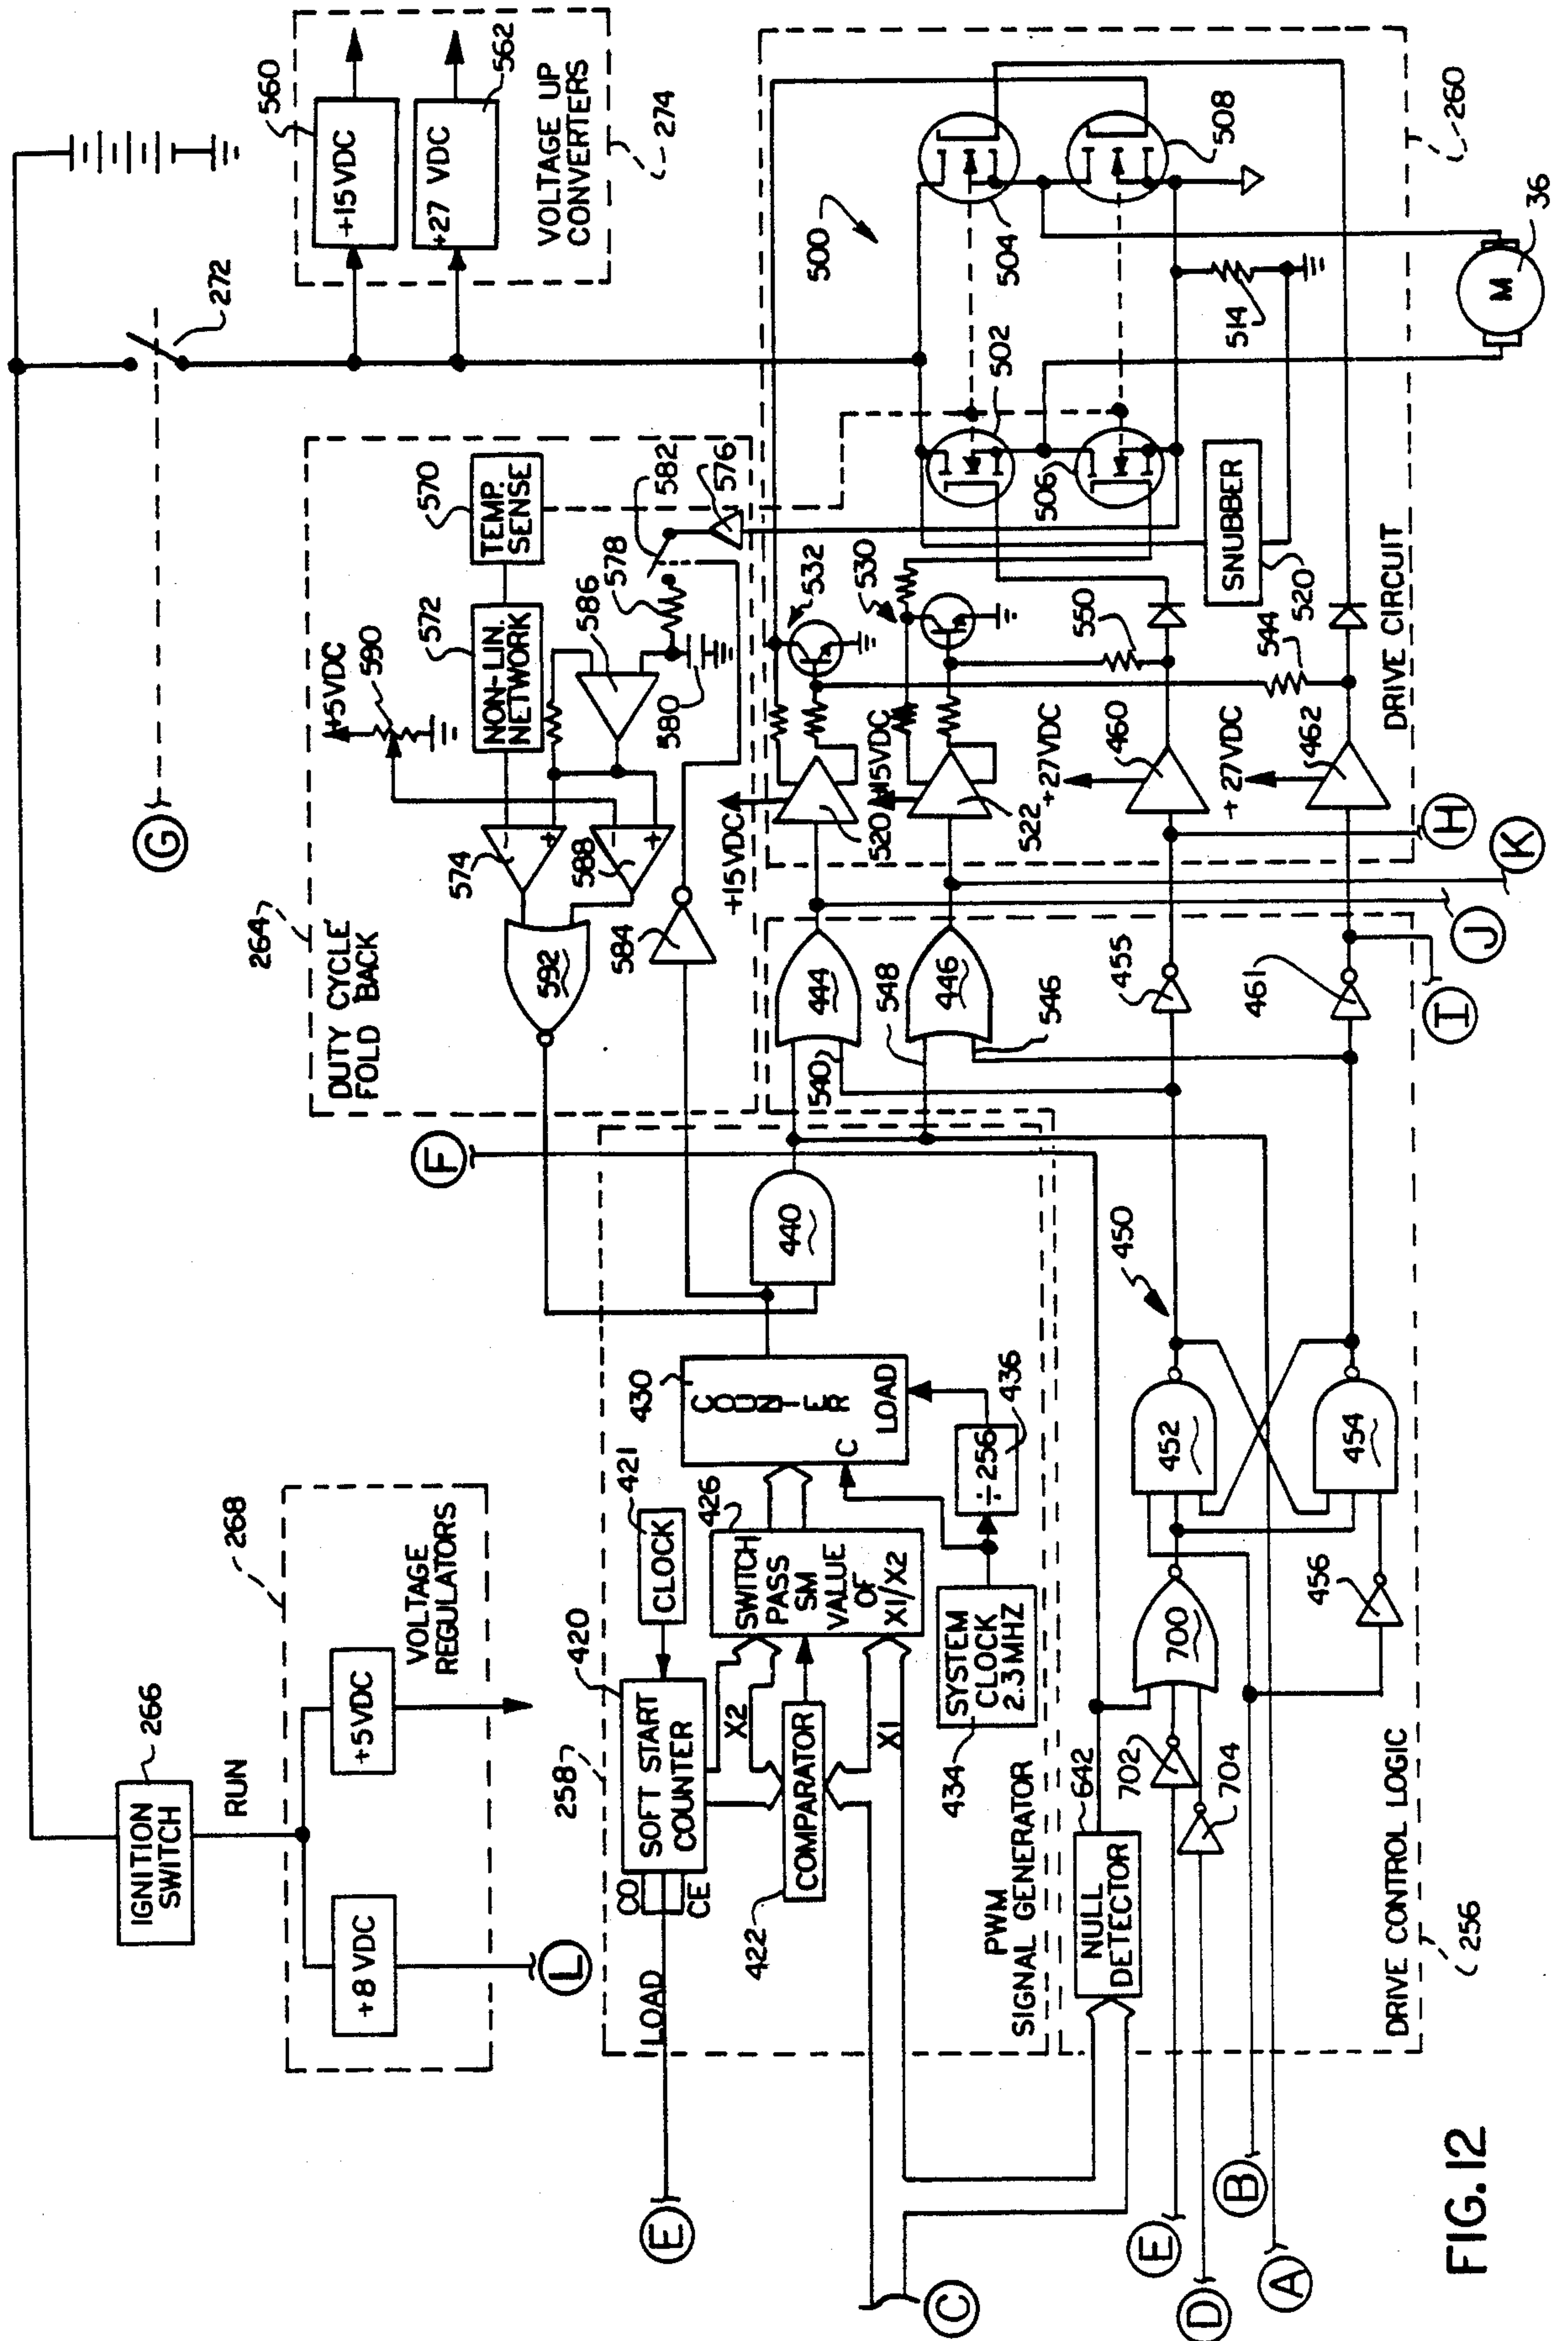 FIG. 12
266
IGNITION
SWITCH
RUN
268
+8 VDC
+5 VDC
VOLTAGE
REGULATORS
L
G
272
560
+15 VDC
+27 VDC
562
VOLTAGE UP
CONVERTERS
274
264
DUTY CYCLE
FOLD BACK
+5VDC
590
572
NON-LIN.
NETWORK
570
TEMP.
SENSE
574
-
+
588
-
+
592
584
586
578
580
582
576
F
258
LOAD
E
CO
CE
420
SOFT START
COUNTER
421
CLOCK
X2
422
COMPARATOR
X1
426
SWITCH
PASS
SM
VALUE
OF
X1/X2
430
COUNTER
C
LOAD
434
SYSTEM
CLOCK
2.3 MHZ
÷256
436
440
PWM
SIGNAL GENERATOR
C
642
NULL
DETECTOR
E
D
B
A
702
704
700
456
450
452
454
455
461
444
540
446
548
546
DRIVE CONTROL LOGIC
256
J
K
H
I
+15VDC
520
+15VDC
522
+27VDC
460
+27VDC
462
532
530
550
544
500
502
504
506
508
514
SNUBBER
520
DRIVE CIRCUIT
260
M
36